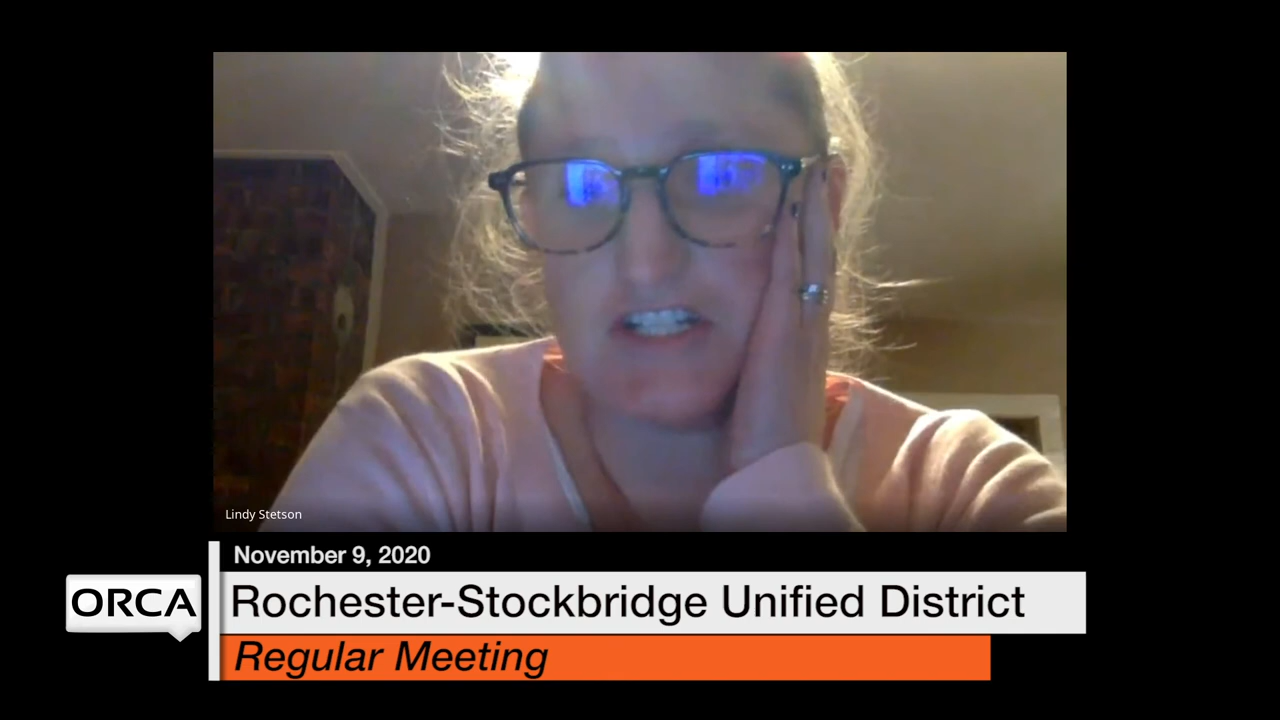 Lindy Stetson
November 9, 2020
ORCA
Rochester-Stockbridge Unified District
Regular Meeting